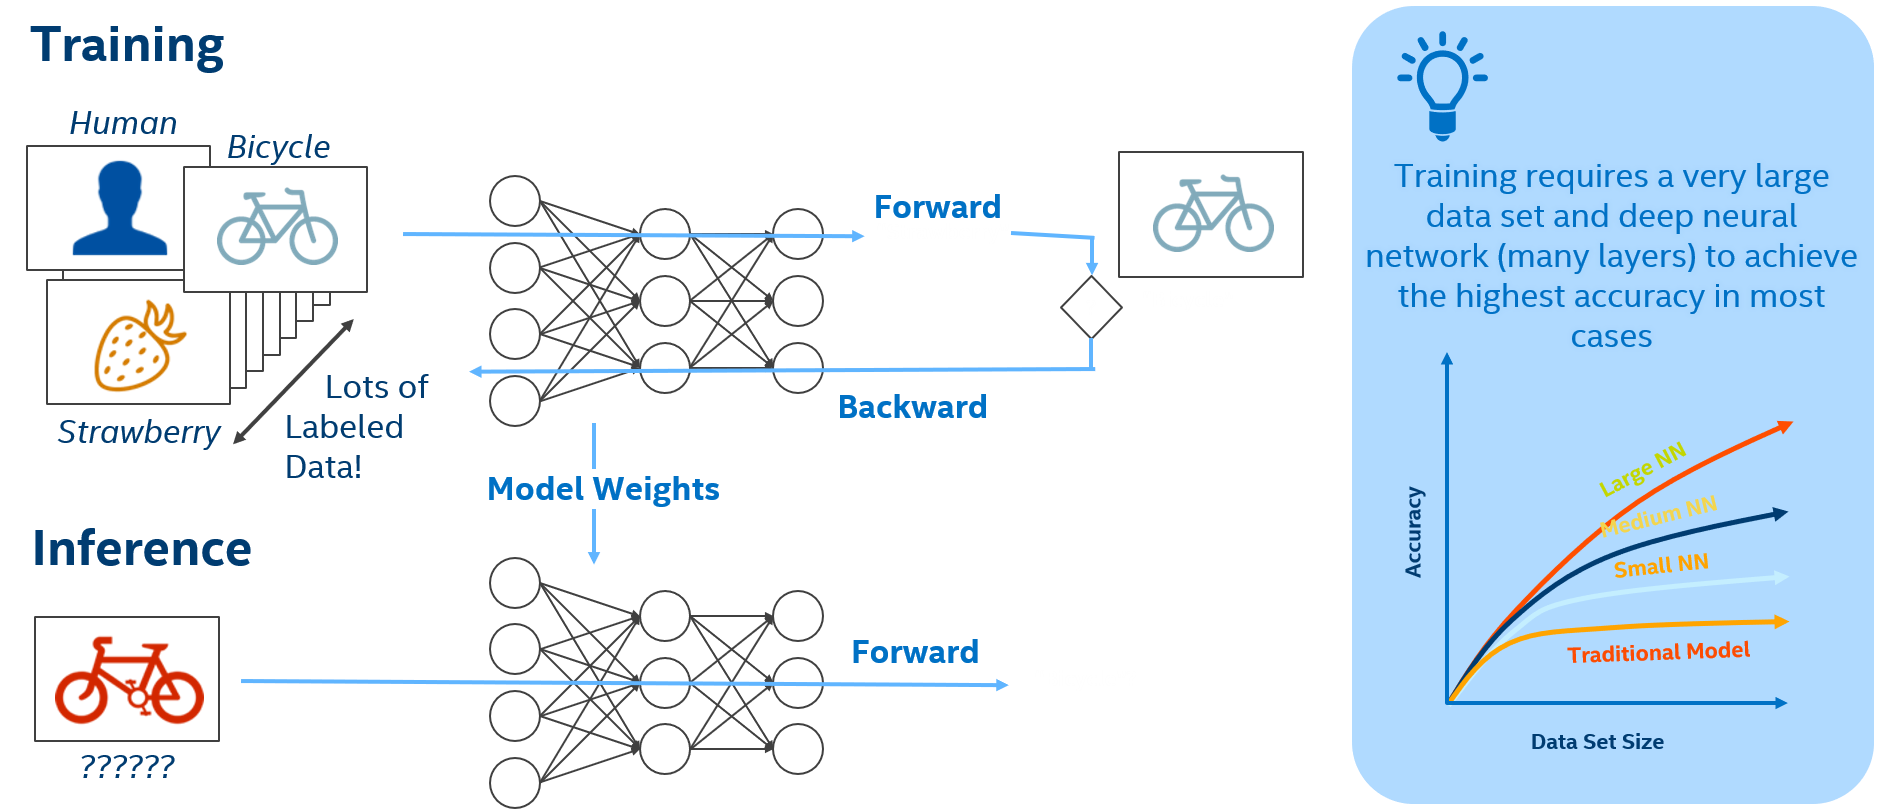 Training
Human
Bicycle
Strawberry
Lots of
Labeled
Data!
Forward
Backward
Model Weights
Inference
??????
Forward
Training requires a very large
data set and deep neural
network (many layers) to achieve
the highest accuracy in most
cases
Accuracy
Large NN
Medium NN
Small NN
Traditional Model
Data Set Size